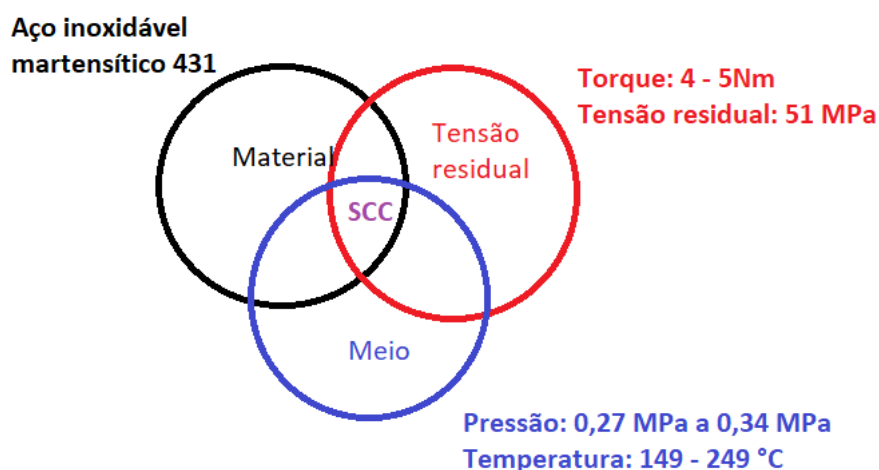 Aço inoxidável
martensítico 431
Torque: 4 - 5Nm
Tensão residual: 51 MPa
Material
Tensão
residual
SCC
Meio
Pressão: 0,27 MPa a 0,34 MPa
Temperatura: 149 - 249 °C